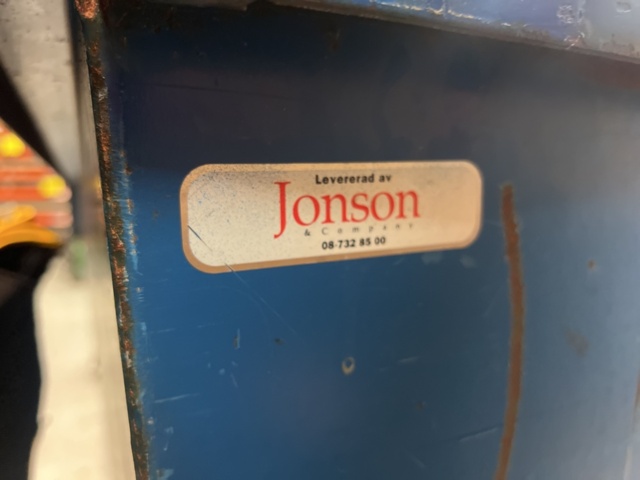 Levererad av
Jonson
& Company
08-732 85 00